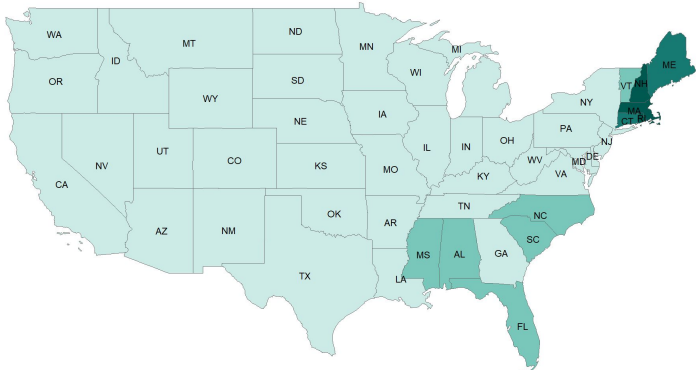 WA
MT
ND
MN
MI
ME
ID
VT
NH
OR
SD
WI
WY
NY
MA
CT
RI
NE
IA
PA
NV
UT
CO
IL
IN
OH
NJ
DE
MD
WV
VA
CA
KS
MO
KY
AZ
NM
OK
AR
TN
NC
SC
MS
AL
GA
TX
LA
FL